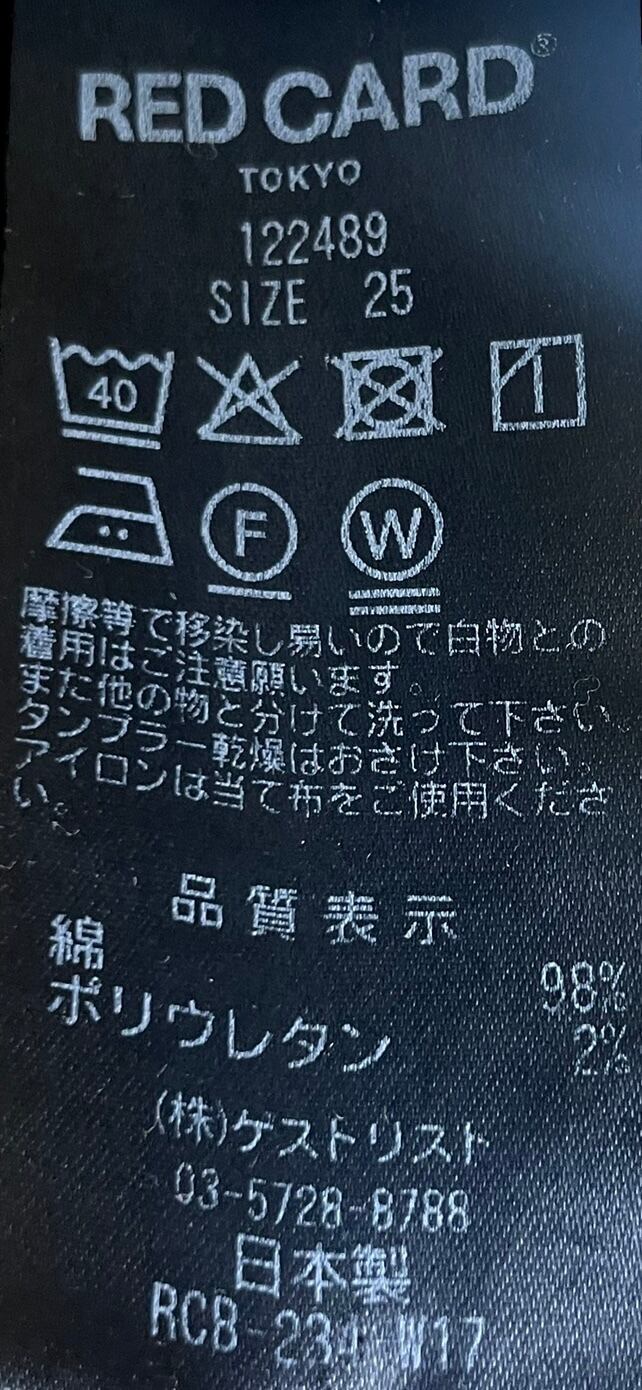 RED CARD®
TOKYO
122489
SIZE 25
40
F W
摩擦等で移染し易いので白物との
着用はご注意願います。
また他の物と分けて洗って下さい。
タンブラー乾燥はおさけ下さい。
アイロンは当て布をご使用くださ
い。
品質表示
綿 98%
ポリウレタン 2%
(株)ゲストリスト
03-5728-8788
日本製